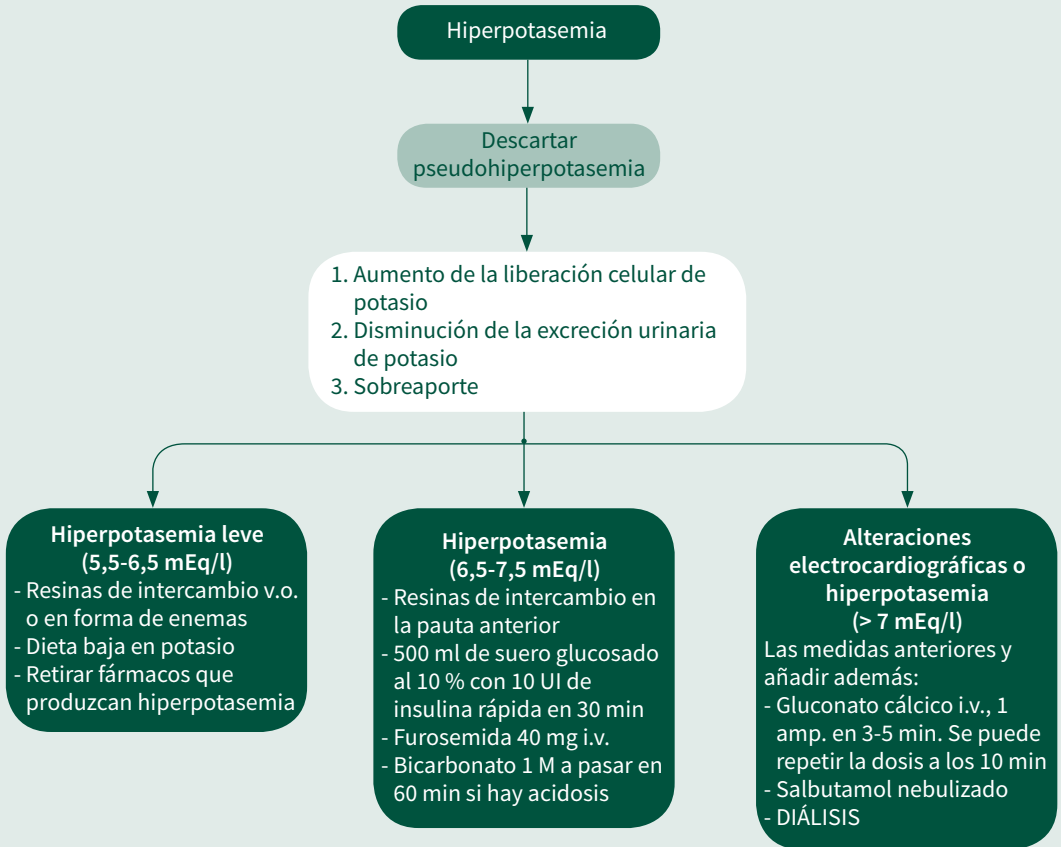 Hiperpotasemia
Descartar
pseudohiperpotasemia
1. Aumento de la liberación celular de
potasio
2. Disminución de la excreción urinaria
de potasio
3. Sobreaporte
Hiperpotasemia leve
(5,5-6,5 mEq/l)
- Resinas de intercambio v.o.
o en forma de enemas
- Dieta baja en potasio
- Retirar fármacos que
produzcan hiperpotasemia
Hiperpotasemia
(6,5-7,5 mEq/l)
- Resinas de intercambio en
la pauta anterior
- 500 ml de suero glucosado
al 10 % con 10 UI de
insulina rápida en 30 min
- Furosemida 40 mg i.v.
- Bicarbonato 1 M a pasar en
60 min si hay acidosis
Alteraciones
electrocardiográficas o
hiperpotasemia
(> 7 mEq/l)
Las medidas anteriores y
añadir además:
- Gluconato cálcico i.v., 1
amp. en 3-5 min. Se puede
repetir la dosis a los 10 min
- Salbutamol nebulizado
- DIÁLISIS